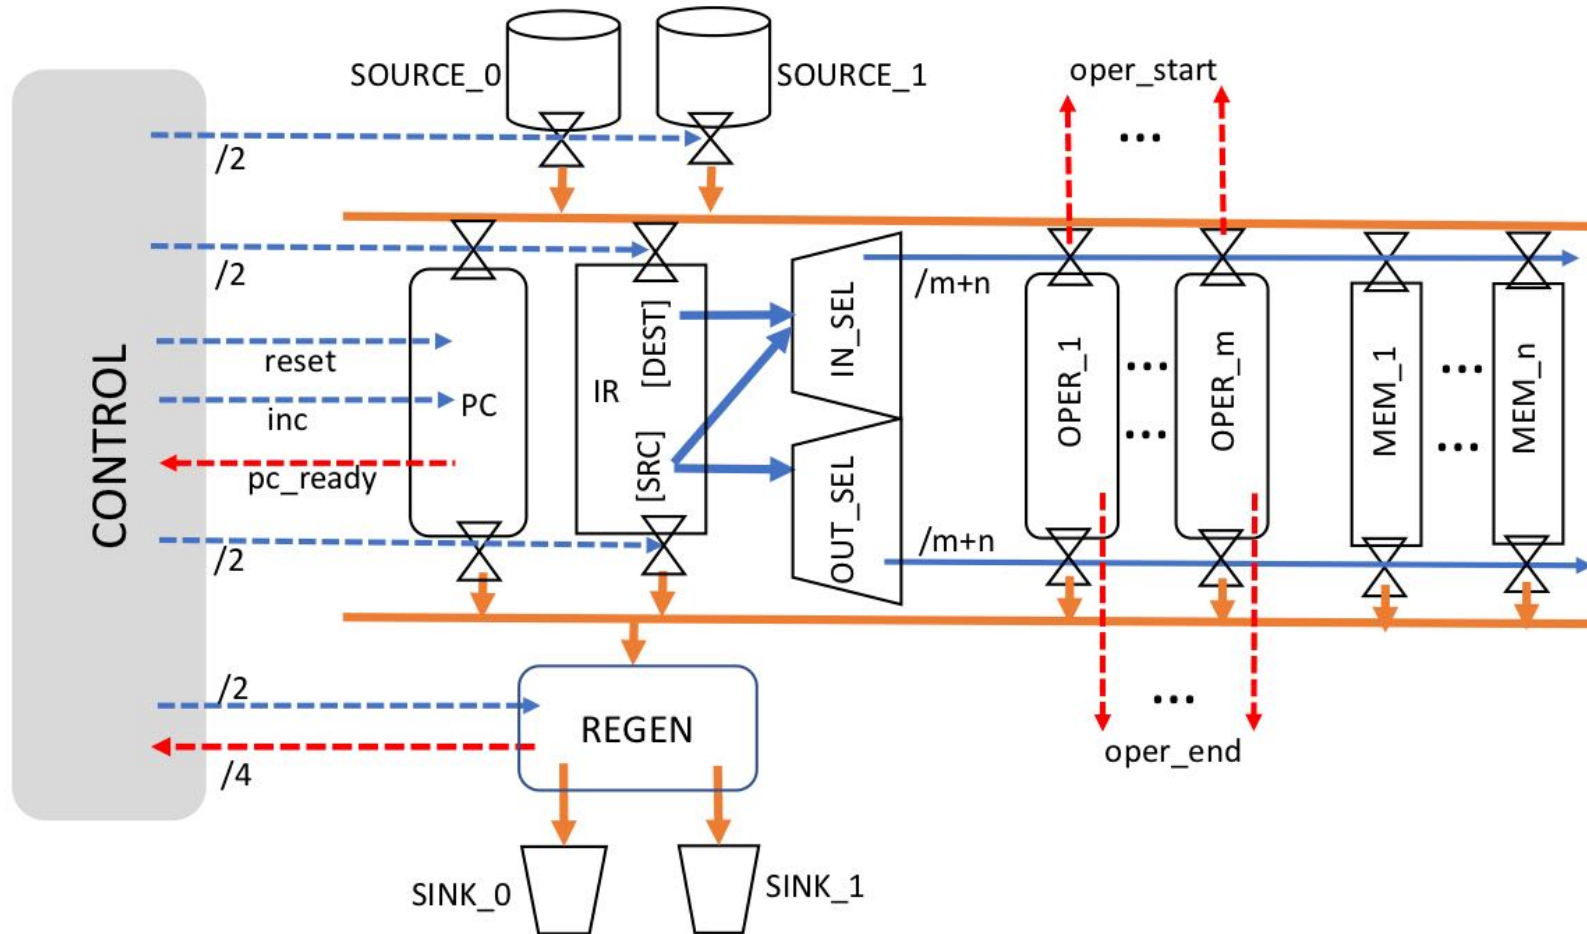 SOURCE_0
SOURCE_1
oper_start
...
/2
/2
/m+n
reset
inc
pc_ready
CONTROL
PC
IR
[DEST]
[SRC]
IN_SEL
OUT_SEL
OPER_1
...
...
OPER_m
MEM_1
...
...
MEM_n
/2
/m+n
/2
REGEN
/4
...
oper_end
SINK_0
SINK_1